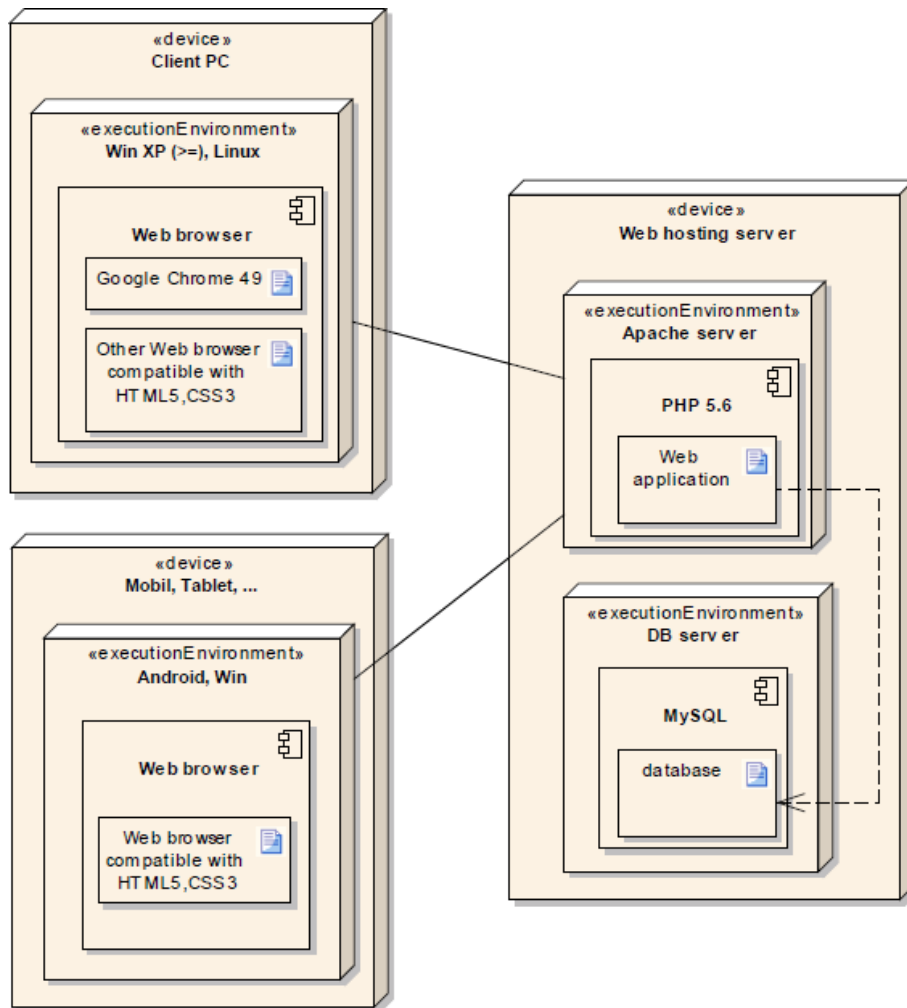 «device»
Client PC
«executionEnvironment»
Win XP (>=), Linux
Web browser
Google Chrome 49
Other Web browser
compatible with
HTML5,CSS3
«device»
Mobil, Tablet, ...
«executionEnvironment»
Android, Win
Web browser
Web browser
compatible with
HTML5,CSS3
«device»
Web hosting server
«executionEnvironment»
Apache server
PHP 5.6
Web
application
«executionEnvironment»
DB server
MySQL
database